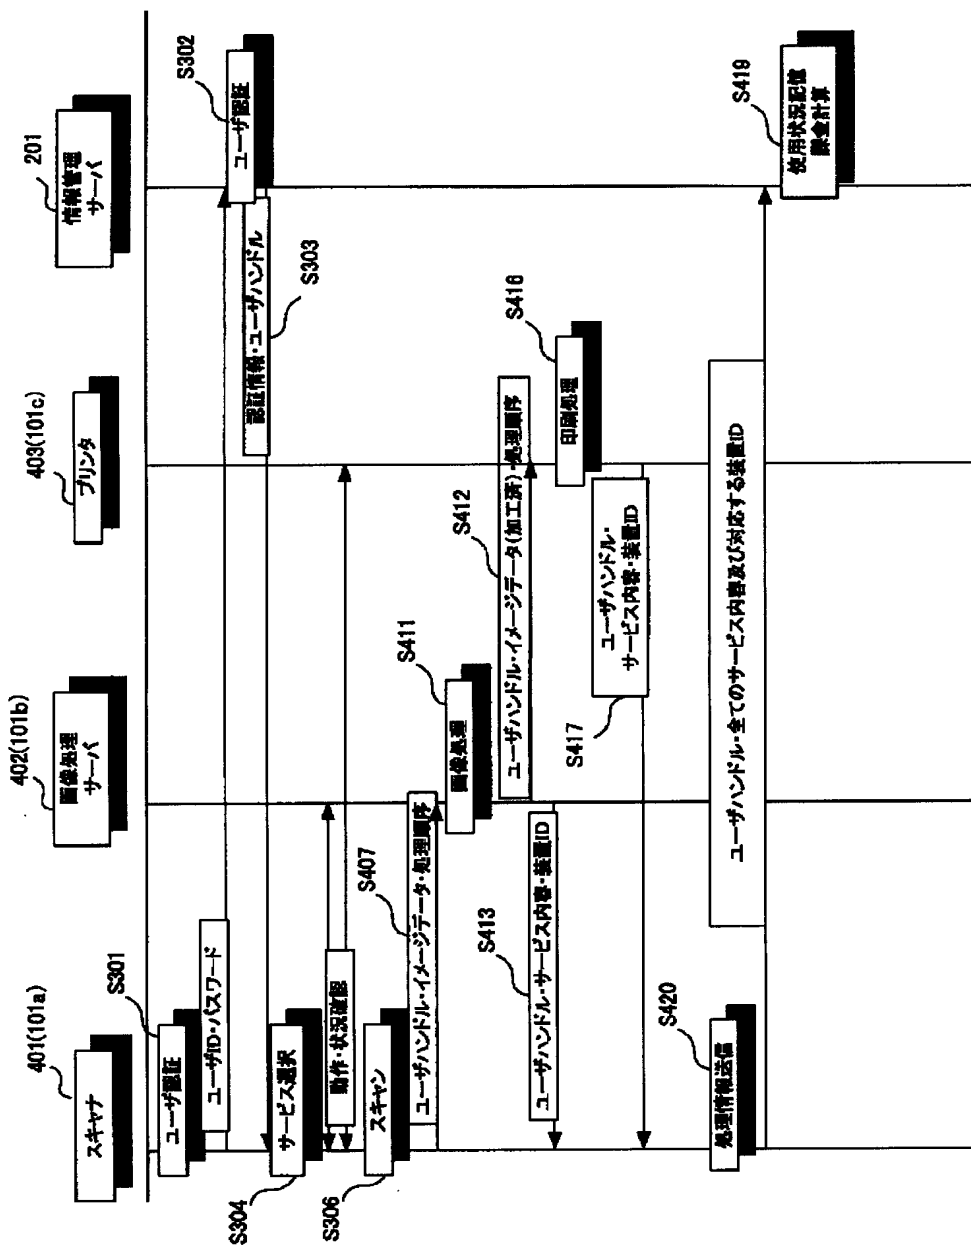 401(101a)
スキャナ
402(101b)
画像処理
サーバ
403(101c)
プリンタ
201
情報管理
サーバ
S301
ユーザ認証
ユーザID・パスワード
S302
ユーザ認証
認証情報・ユーザハンドル
S303
サービス選択
S304
動作・状況確認
スキャン
S306
ユーザハンドル・イメージデータ・処理順序
S407
画像処理
S411
ユーザハンドル・イメージデータ(加工済)・処理順序
S412
ユーザハンドル・サービス内容・装置ID
S413
印刷処理
S416
ユーザハンドル・
サービス内容・装置ID
S417
処理情報送信
S420
ユーザハンドル・全てのサービス内容及び対応する装置ID
使用状況記憶
課金計算
S419